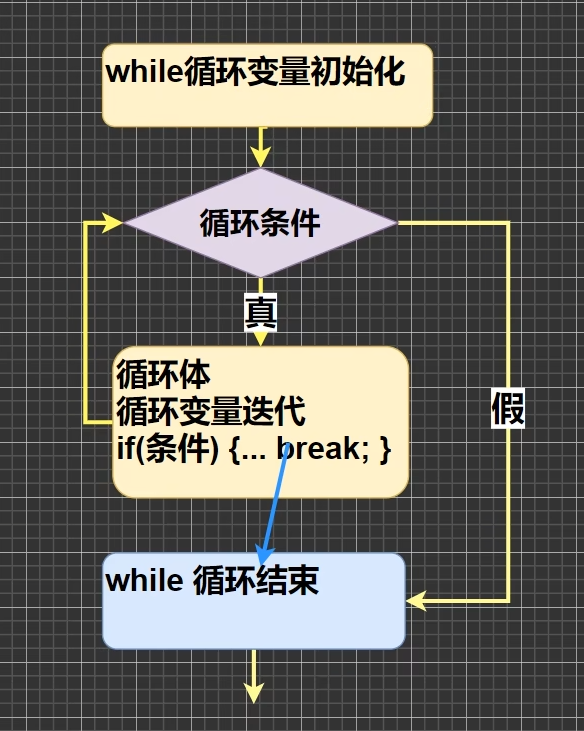 while循环变量初始化
循环条件
真
循环体
循环变量迭代
if(条件) {... break; }
假
while 循环结束